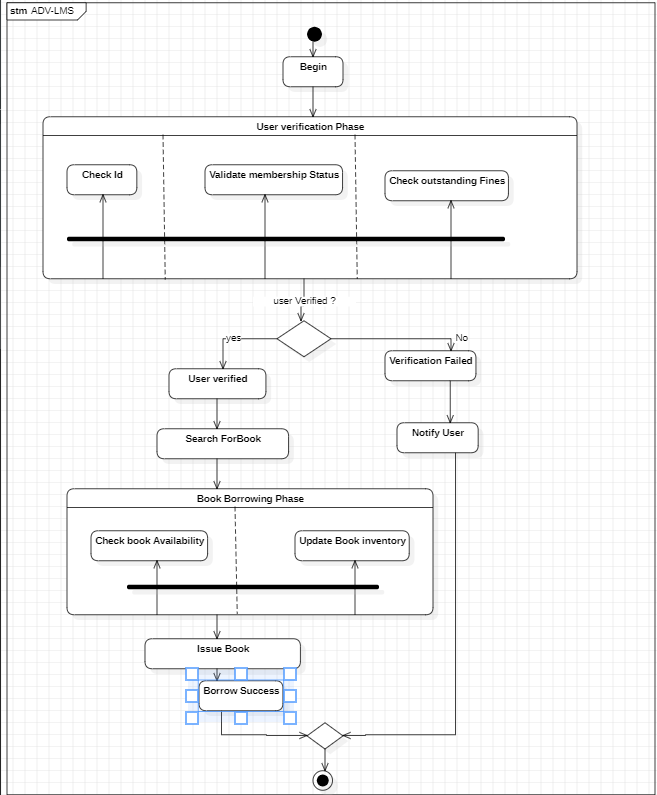 stm ADV-LMS
Begin
User verification Phase
Check Id
Validate membership Status
Check outstanding Fines
user Verified ?
yes
No
Verification Failed
User verified
Notify User
Search ForBook
Book Borrowing Phase
Check book Availability
Update Book inventory
Issue Book
Borrow Success